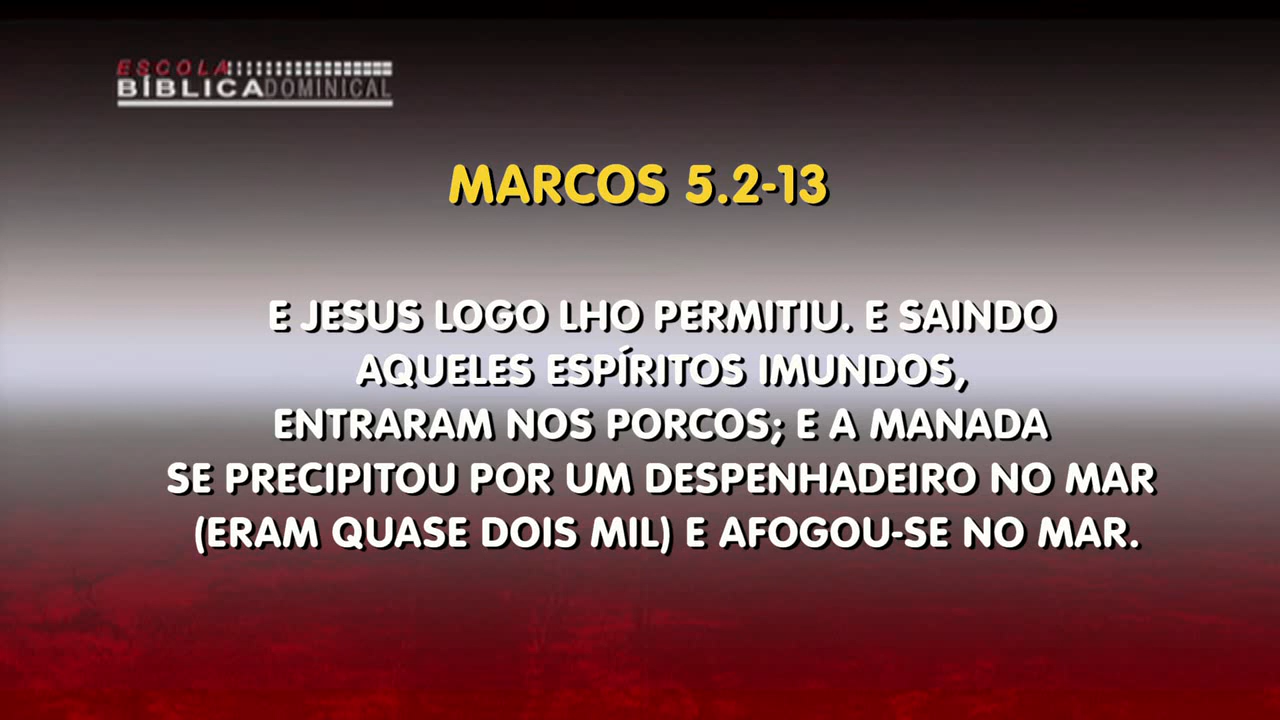 ESCOLA
BÍBLICADOMINICAL
MARCOS 5.2-13
E JESUS LOGO LHO PERMITIU. E SAINDO
AQUELES ESPÍRITOS IMUNDOS,
ENTRARAM NOS PORCOS; E A MANADA
SE PRECIPITOU POR UM DESPENHADEIRO NO MAR
(ERAM QUASE DOIS MIL) E AFOGOU-SE NO MAR.